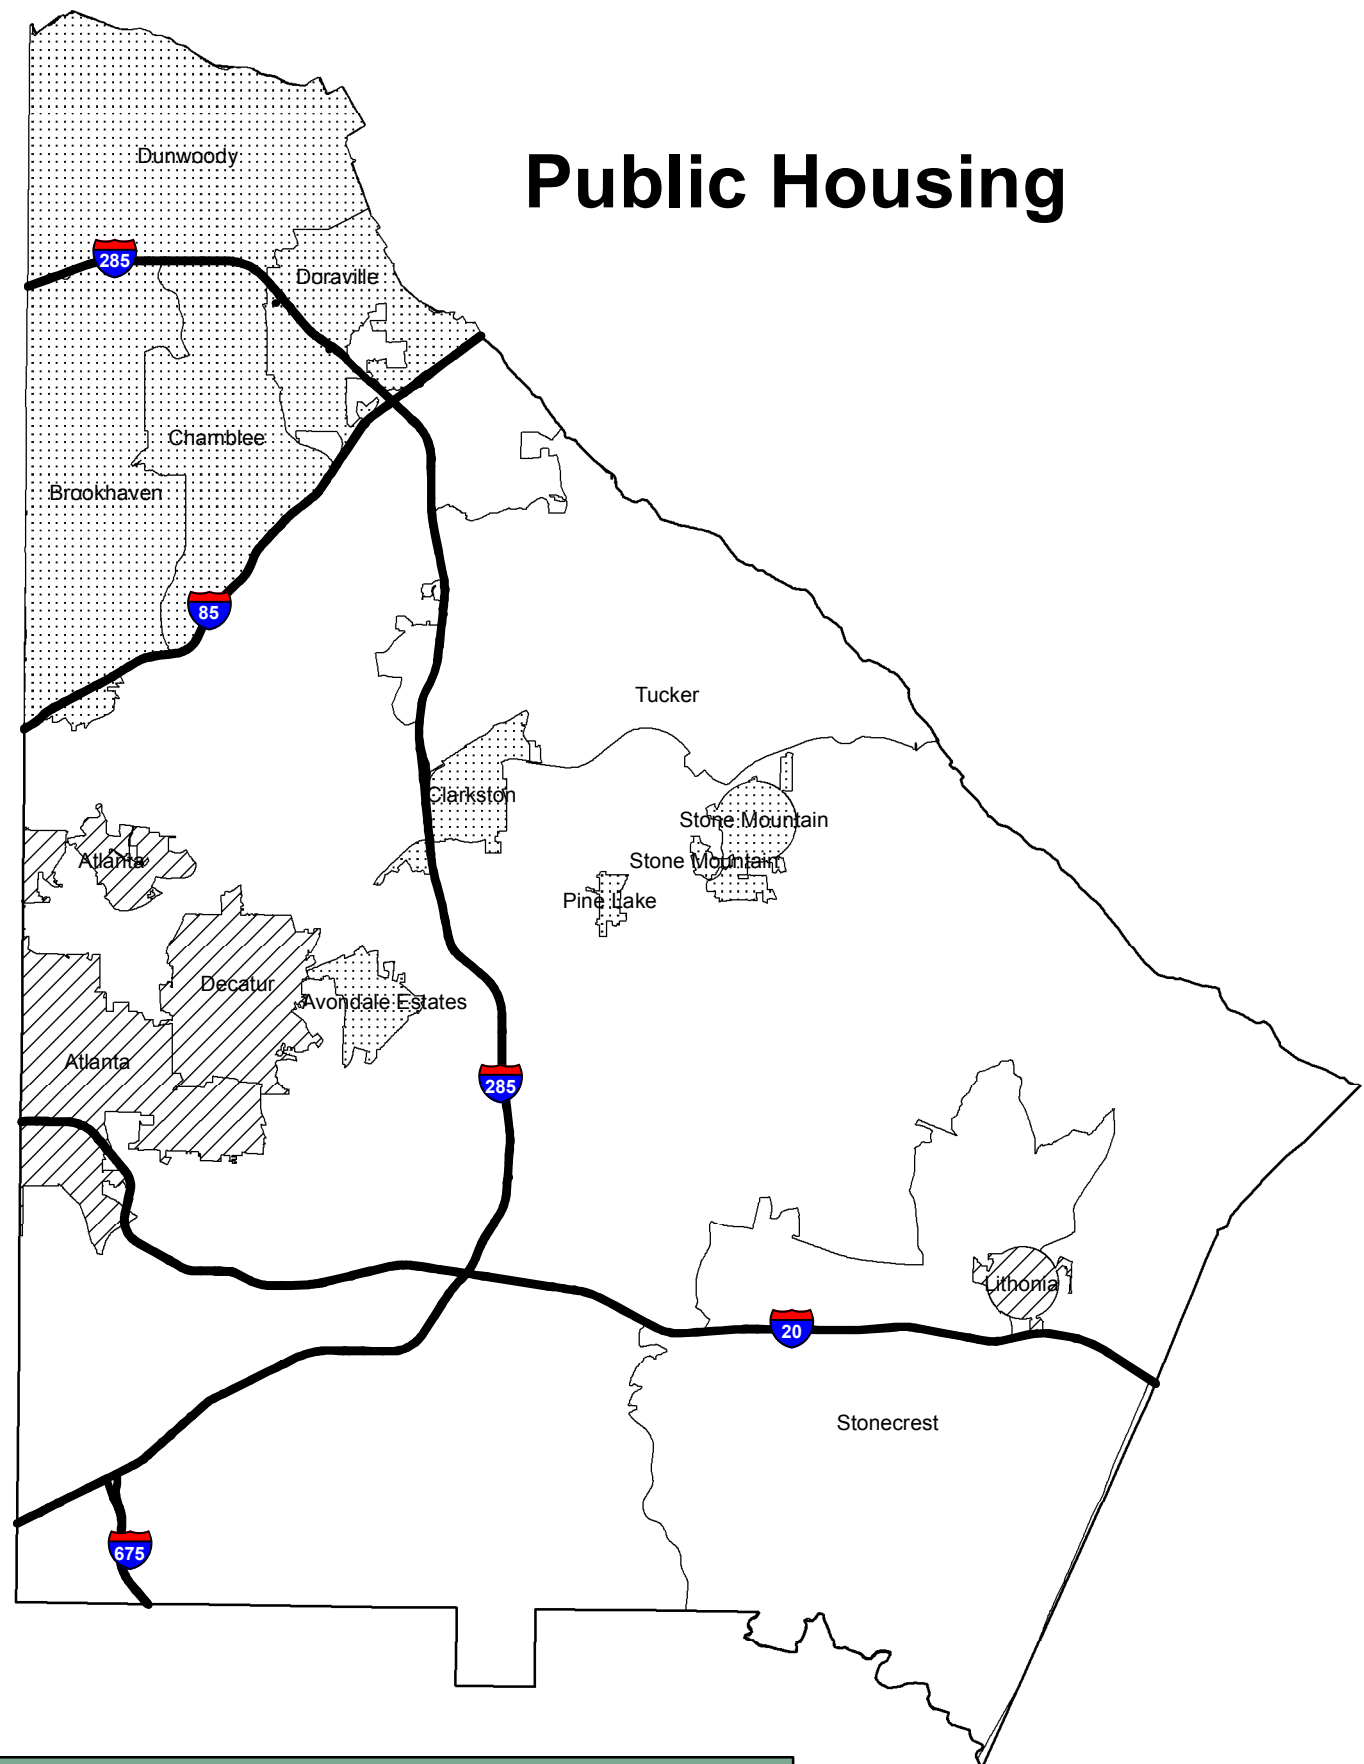 Dunwoody
Public Housing
285
Doraville
Chamblee
Brookhaven
85
Tucker
Clarkston
Stone Mountain
Atlanta
Stone Mountain
Pine Lake
Decatur
Avondale Estates
Atlanta
285
Lithonia
20
Stonecrest
675